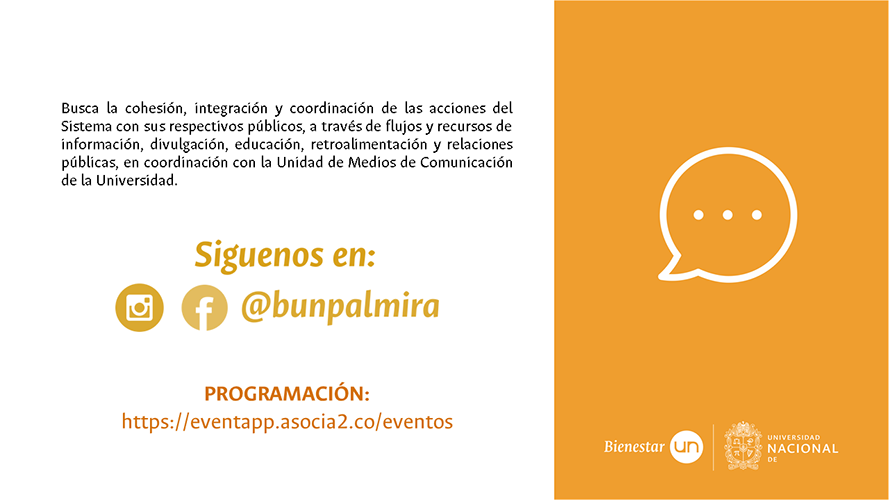 Busca la cohesión, integración y coordinación de las acciones del
Sistema con sus respectivos públicos, a través de flujos y recursos de
información, divulgación, educación, retroalimentación y relaciones
públicas, en coordinación con la Unidad de Medios de Comunicación
de la Universidad.
Siguenos en:
@bunpalmira
PROGRAMACIÓN:
https://eventapp.asocia2.co/eventos
Bienestar un
UNIVERSIDAD
NACIONAL
DE